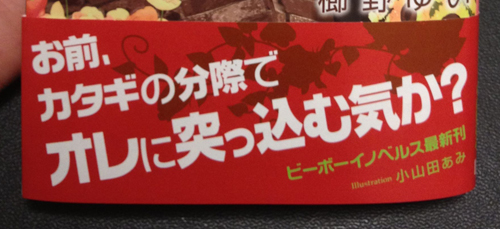 お前、
カタギの分際で
オレに突っ込む気か?
ビーボーイノベルス最新刊
Illustration 小山田あみ